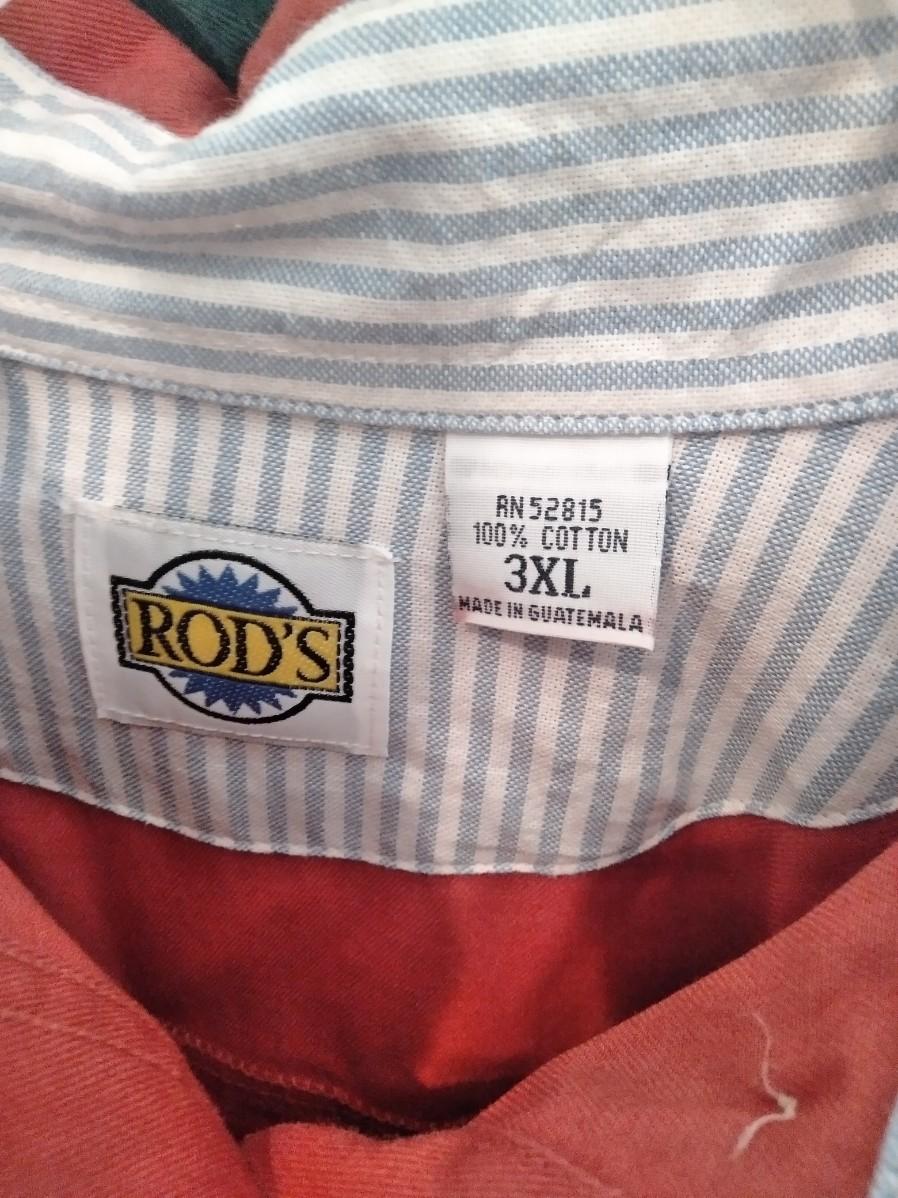 RN 52815
100% COTTON
3XL
MADE IN GUATEMALA
ROD'S